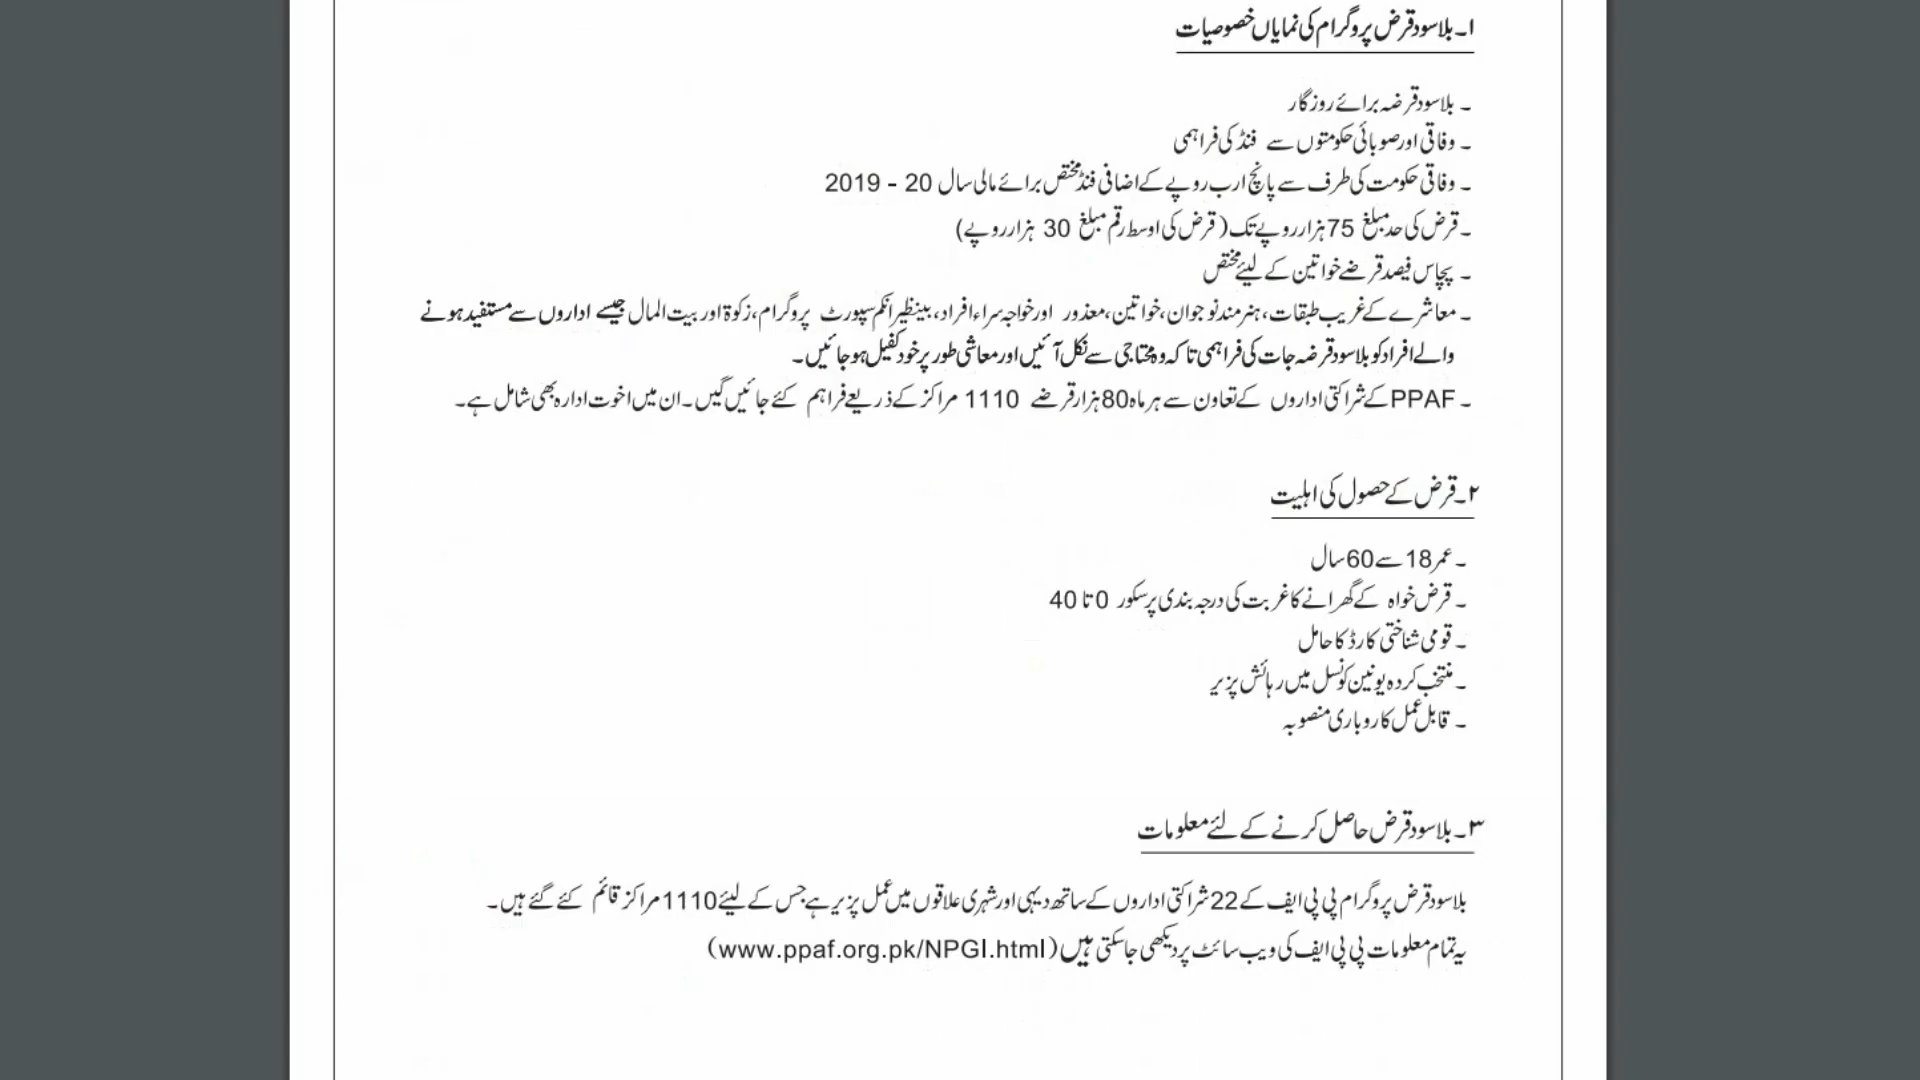 ۱۔ بلاسود قرض پروگرام کی نمایاں خصوصیات
۔ بلاسود قرضہ برائے روزگار
۔ وفاقی اور صوبائی حکومتوں سے فنڈ کی فراہمی
۔ وفاقی حکومت کی طرف سے پانچ ارب روپے کے اضافی فنڈ مختص برائے مالی سال 20 - 2019
۔ قرض کی حد مبلغ 75 ہزار روپے تک (قرض کی اوسط رقم مبلغ 30 ہزار روپے)
۔ پچاس فیصد قرضے خواتین کے لیئے مختص
۔ معاشرے کے غریب طبقات، ہنر مند نوجوان، خواتین، معذور اور خواجہ سراء افراد، بینظیر انکم سپورٹ پروگرام، زکوۃ اور بیت المال جیسے اداروں سے مستفید ہونے
والے افراد کو بلاسود قرضہ جات کی فراہمی تا کہ وہ محتاجی سے نکل آئیں اور معاشی طور پر خود کفیل ہو جائیں۔
۔ PPAF کے شراکتی اداروں کے تعاون سے ہر ماہ 80 ہزار قرضے 1110 مراکز کے ذریعے فراہم کئے جائیں گیں۔ ان میں اخوت ادارہ بھی شامل ہے۔
۲۔ قرض کے حصول کی اہلیت
۔ عمر 18 سے 60 سال
۔ قرض خواہ کے گھرانے کا غربت کی درجہ بندی پر سکور 0 تا 40
۔ قومی شناختی کارڈ کا حامل
۔ منتخب کردہ یونین کونسل میں رہائش پزیر
۔ قابل عمل کاروباری منصوبہ
۳۔ بلاسود قرض حاصل کرنے کے لئے معلومات
بلاسود قرض پروگرام پی پی ایف کے 22 شراکتی اداروں کے ساتھ دیہی اور شہری علاقوں میں عمل پزیر ہے جس کے لیئے 1110 مراکز قائم کئے گئے ہیں۔
یہ تمام معلومات پی پی ایف کی ویب سائٹ پر دیکھی جاسکتی ہیں (www.ppaf.org.pk/NPGI.html)